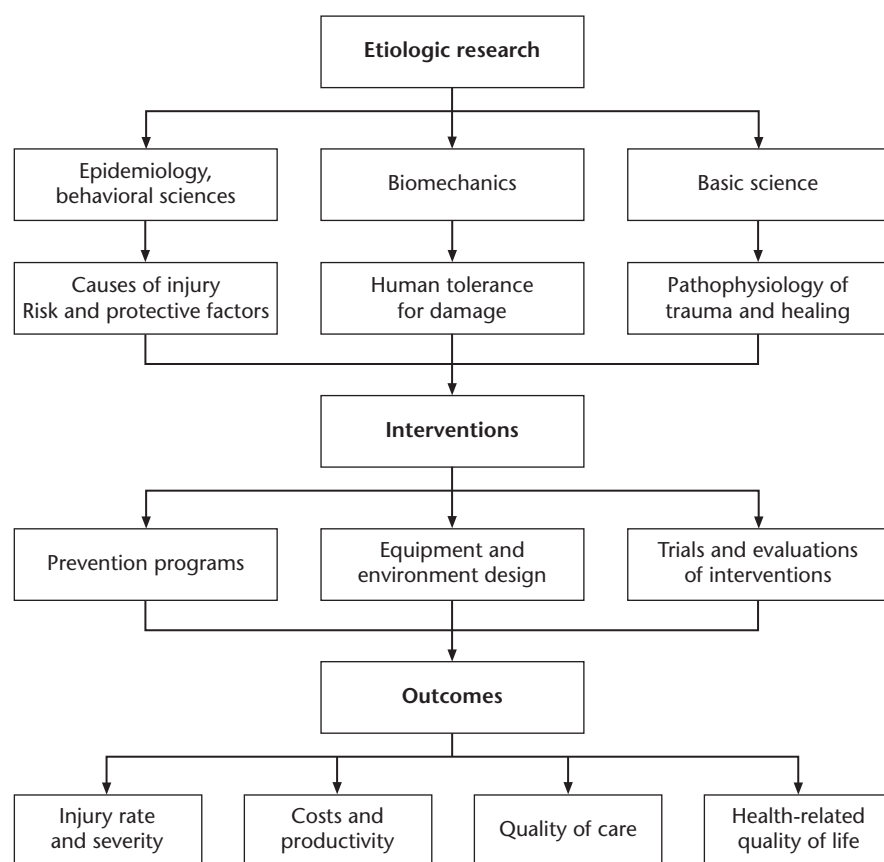 Etiologic research
Epidemiology,
behavioral sciences
Biomechanics
Basic science
Causes of injury
Risk and protective factors
Human tolerance
for damage
Pathophysiology of
trauma and healing
Interventions
Prevention programs
Equipment and
environment design
Trials and evaluations
of interventions
Outcomes
Injury rate
and severity
Costs and
productivity
Quality of care
Health-related
quality of life